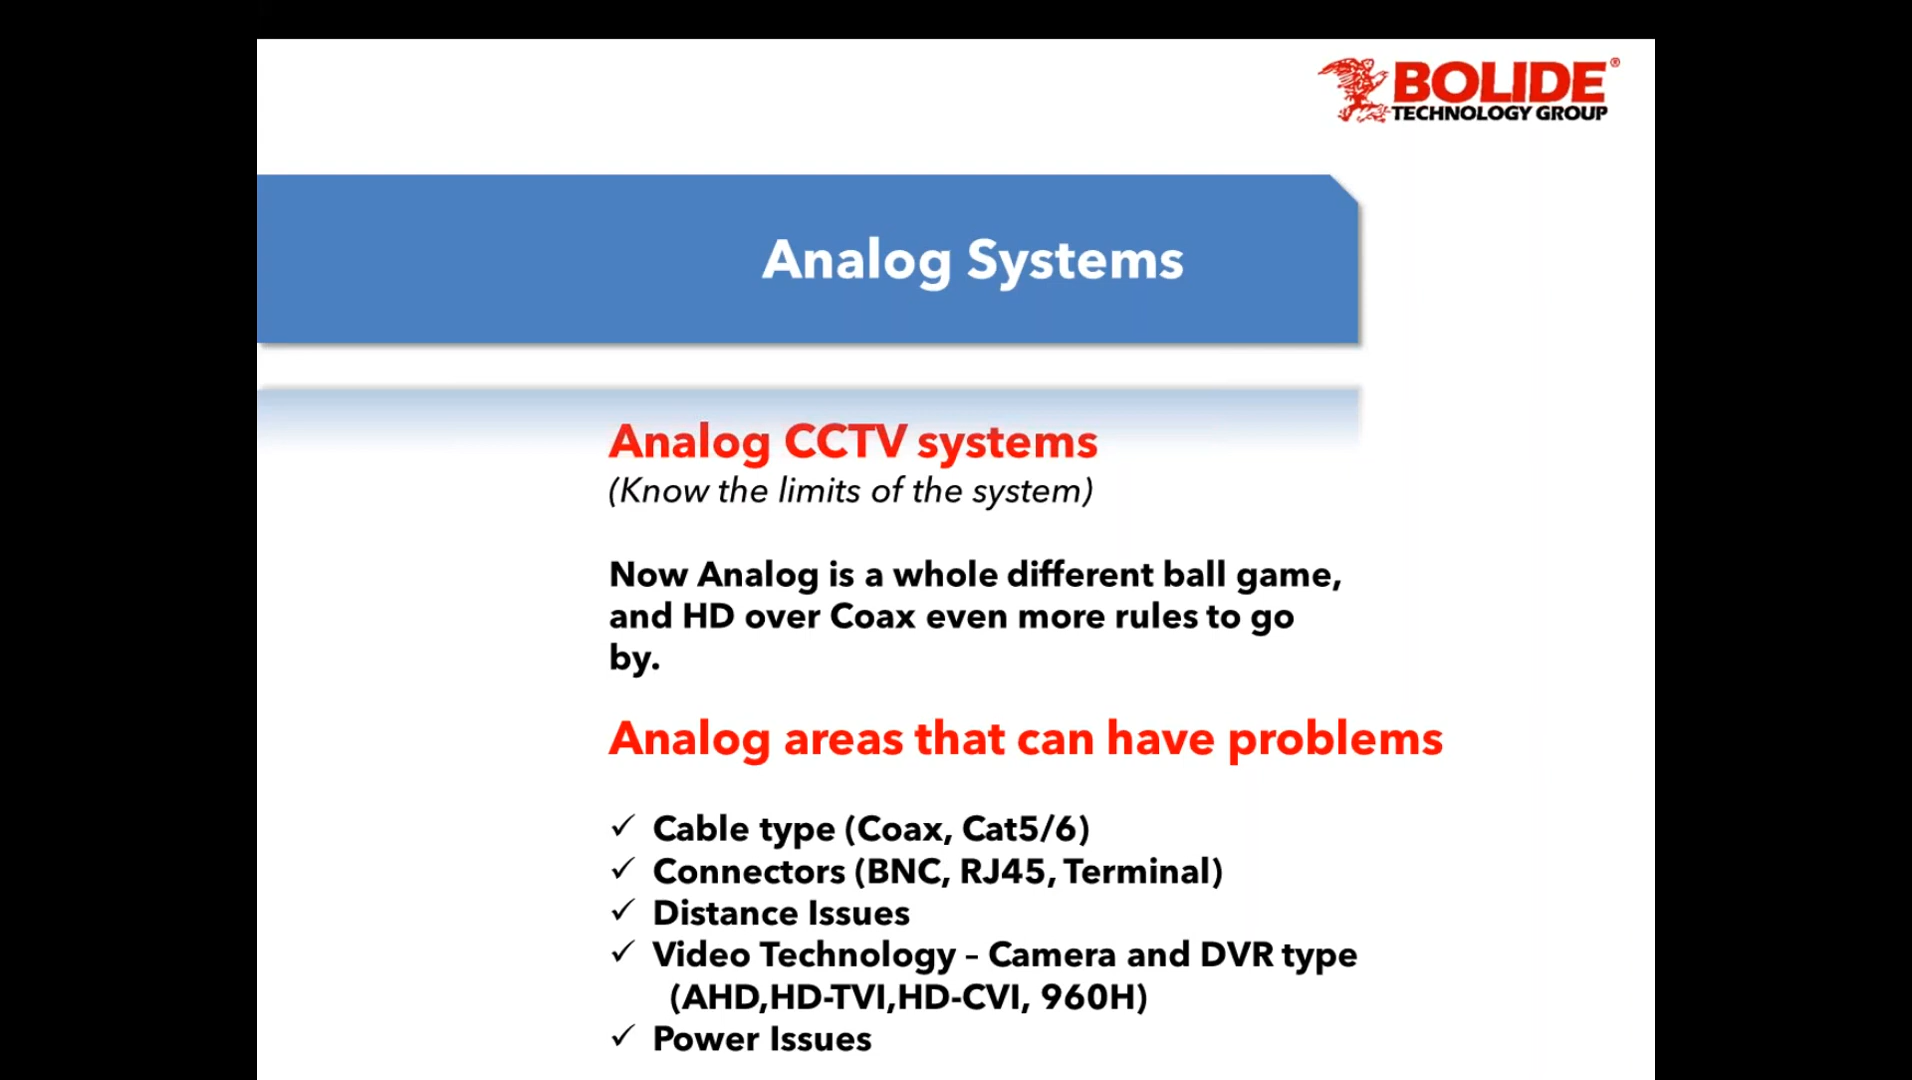 BOLIDE®
TECHNOLOGY GROUP
Analog Systems
Analog CCTV systems
(Know the limits of the system)
Now Analog is a whole different ball game,
and HD over Coax even more rules to go
by.
Analog areas that can have problems
✓ Cable type (Coax, Cat5/6)
✓ Connectors (BNC, RJ45, Terminal)
✓ Distance Issues
✓ Video Technology – Camera and DVR type
(AHD,HD-TVI,HD-CVI, 960H)
✓ Power Issues